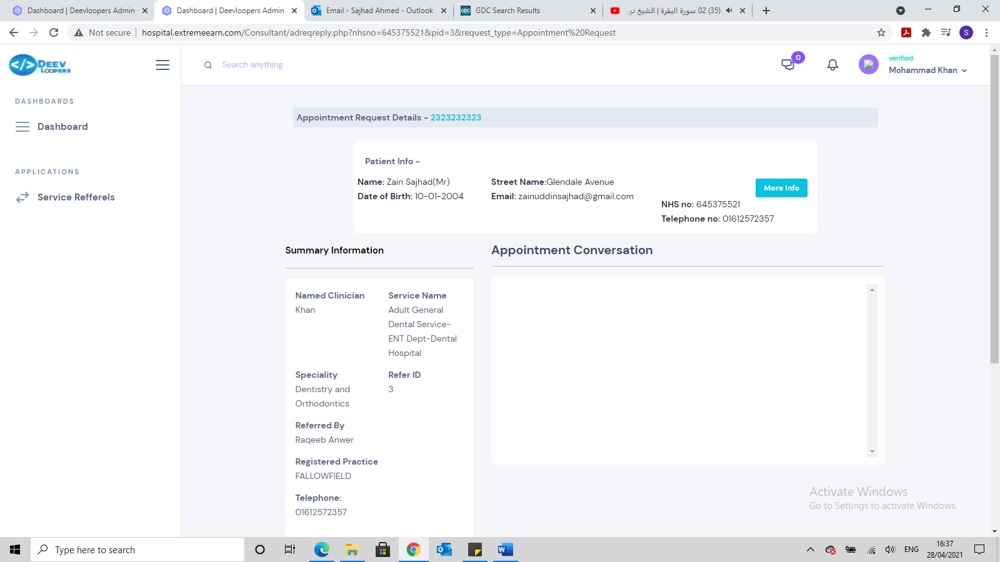 Dashboard | Deevloopers Admin
Dashboard | Deevloopers Admin
Email - Sajhad Ahmed - Outlook
GDC Search Results
(35) 02 سورة البقرة | الشيخ نور
Not secure
hospital.extremeearn.com/Consultant/adreqreply.php?nhsno=645375521&pid=3&request_type=Appointment%20Request
S
DEEV
LOOPERS
Search anything
0
verified
Mohammad Khan
DASHBOARDS
Dashboard
APPLICATIONS
Service Refferels
Appointment Request Details - 2323232323
Patient Info -
Name: Zain Sajhad(Mr)
Date of Birth: 10-01-2004
Street Name:Glendale Avenue
Email: zainuddinsajhad@gmail.com
More Info
NHS no: 645375521
Telephone no: 01612572357
Summary Information
Named Clinician
Khan
Service Name
Adult General
Dental Service-
ENT Dept-Dental
Hospital
Speciality
Dentistry and
Orthodontics
Refer ID
3
Referred By
Raqeeb Anwer
Registered Practice
FALLOWFIELD
Telephone:
01612572357
Appointment Conversation
Activate Windows
Go to Settings to activate Windows.
Type here to search
ENG
16:37
28/04/2021